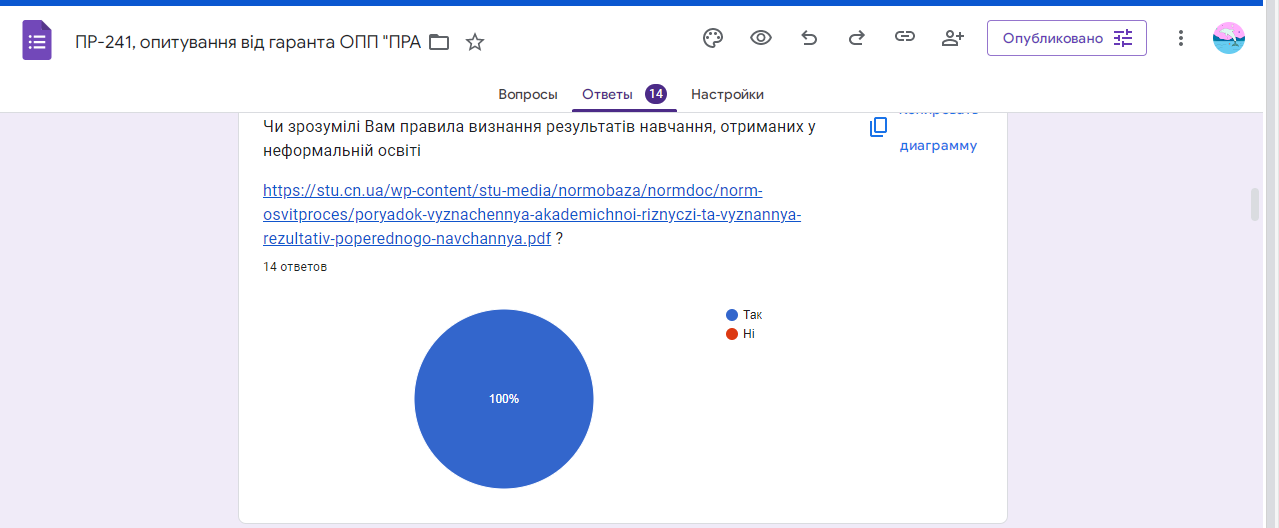 ПР-241, опитування від гаранта ОПП "ПРА
Опубликовано
Вопросы
Ответы 14
Настройки
Копировать
диаграмму
Чи зрозумілі Вам правила визнання результатів навчання, отриманих у
неформальній освіті
https://stu.cn.ua/wp-content/stu-media/normobaza/normdoc/norm-
osvitproces/poryadok-vyznachennya-akademichnoi-riznyczi-ta-vyznannya-
rezultativ-poperednogo-navchannya.pdf ?
14 ответов
Так
Ні
100%